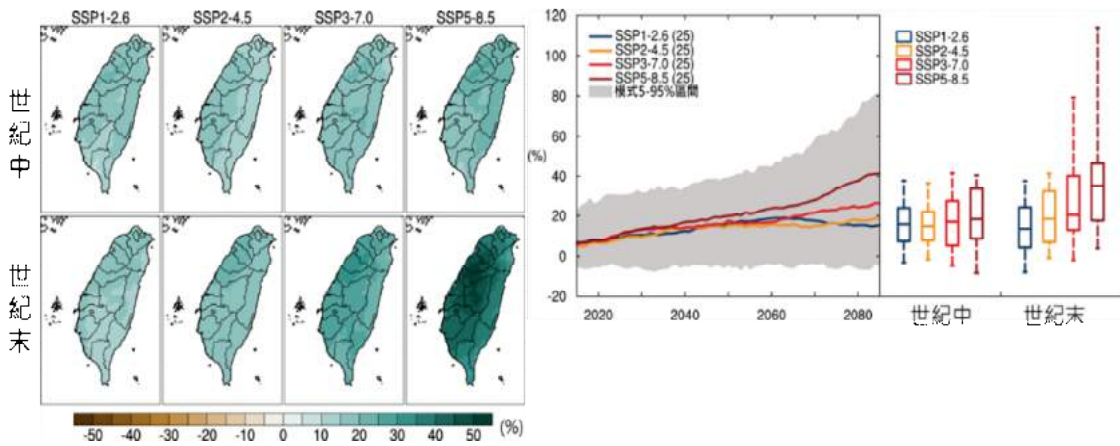 SSP1-2.6 SSP2-4.5 SSP3-7.0 SSP5-8.5
世紀中
世紀末
-50 -40 -30 -20 -10 0 10 20 30 40 50 (%)
120
100
80
60
40
20
0
-20
(%)
SSP1-2.6 (25)
SSP2-4.5 (25)
SSP3-7.0 (25)
SSP5-8.5 (25)
模式5-95%區間
2020 2040 2060 2080
SSP1-2.6
SSP2-4.5
SSP3-7.0
SSP5-8.5
世紀中 世紀末